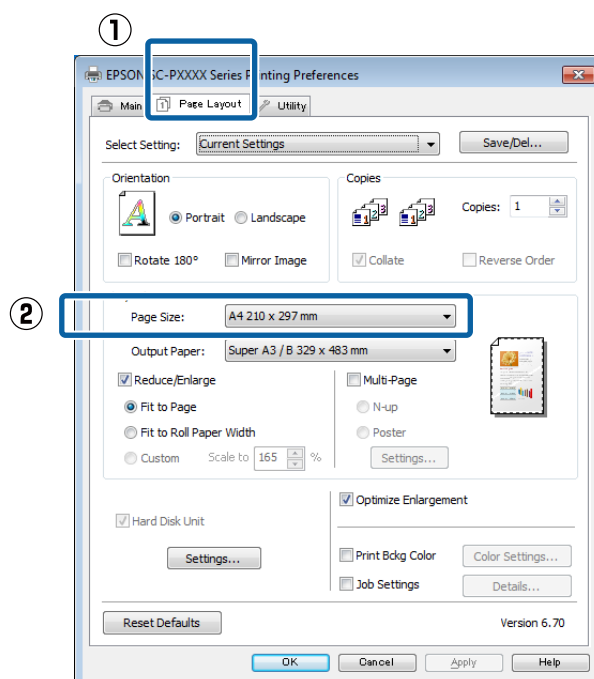 ①
EPSON SC-PXXXX Series Printing Preferences
Main Page Layout Utility
Select Setting: Current Settings Save/Del...
Orientation Copies
Portrait Landscape Copies: 1
Rotate 180° Mirror Image Collate Reverse Order
②
Page Size: A4 210 x 297 mm
Output Paper: Super A3 / B 329 x 483 mm
Reduce/Enlarge Multi-Page
Fit to Page N-up
Fit to Roll Paper Width Poster
Custom Scale to 165 % Settings...
Optimize Enlargement
Hard Disk Unit
Settings... Print Bckg Color Color Settings...
Job Settings Details...
Reset Defaults Version 6.70
OK Cancel Apply Help